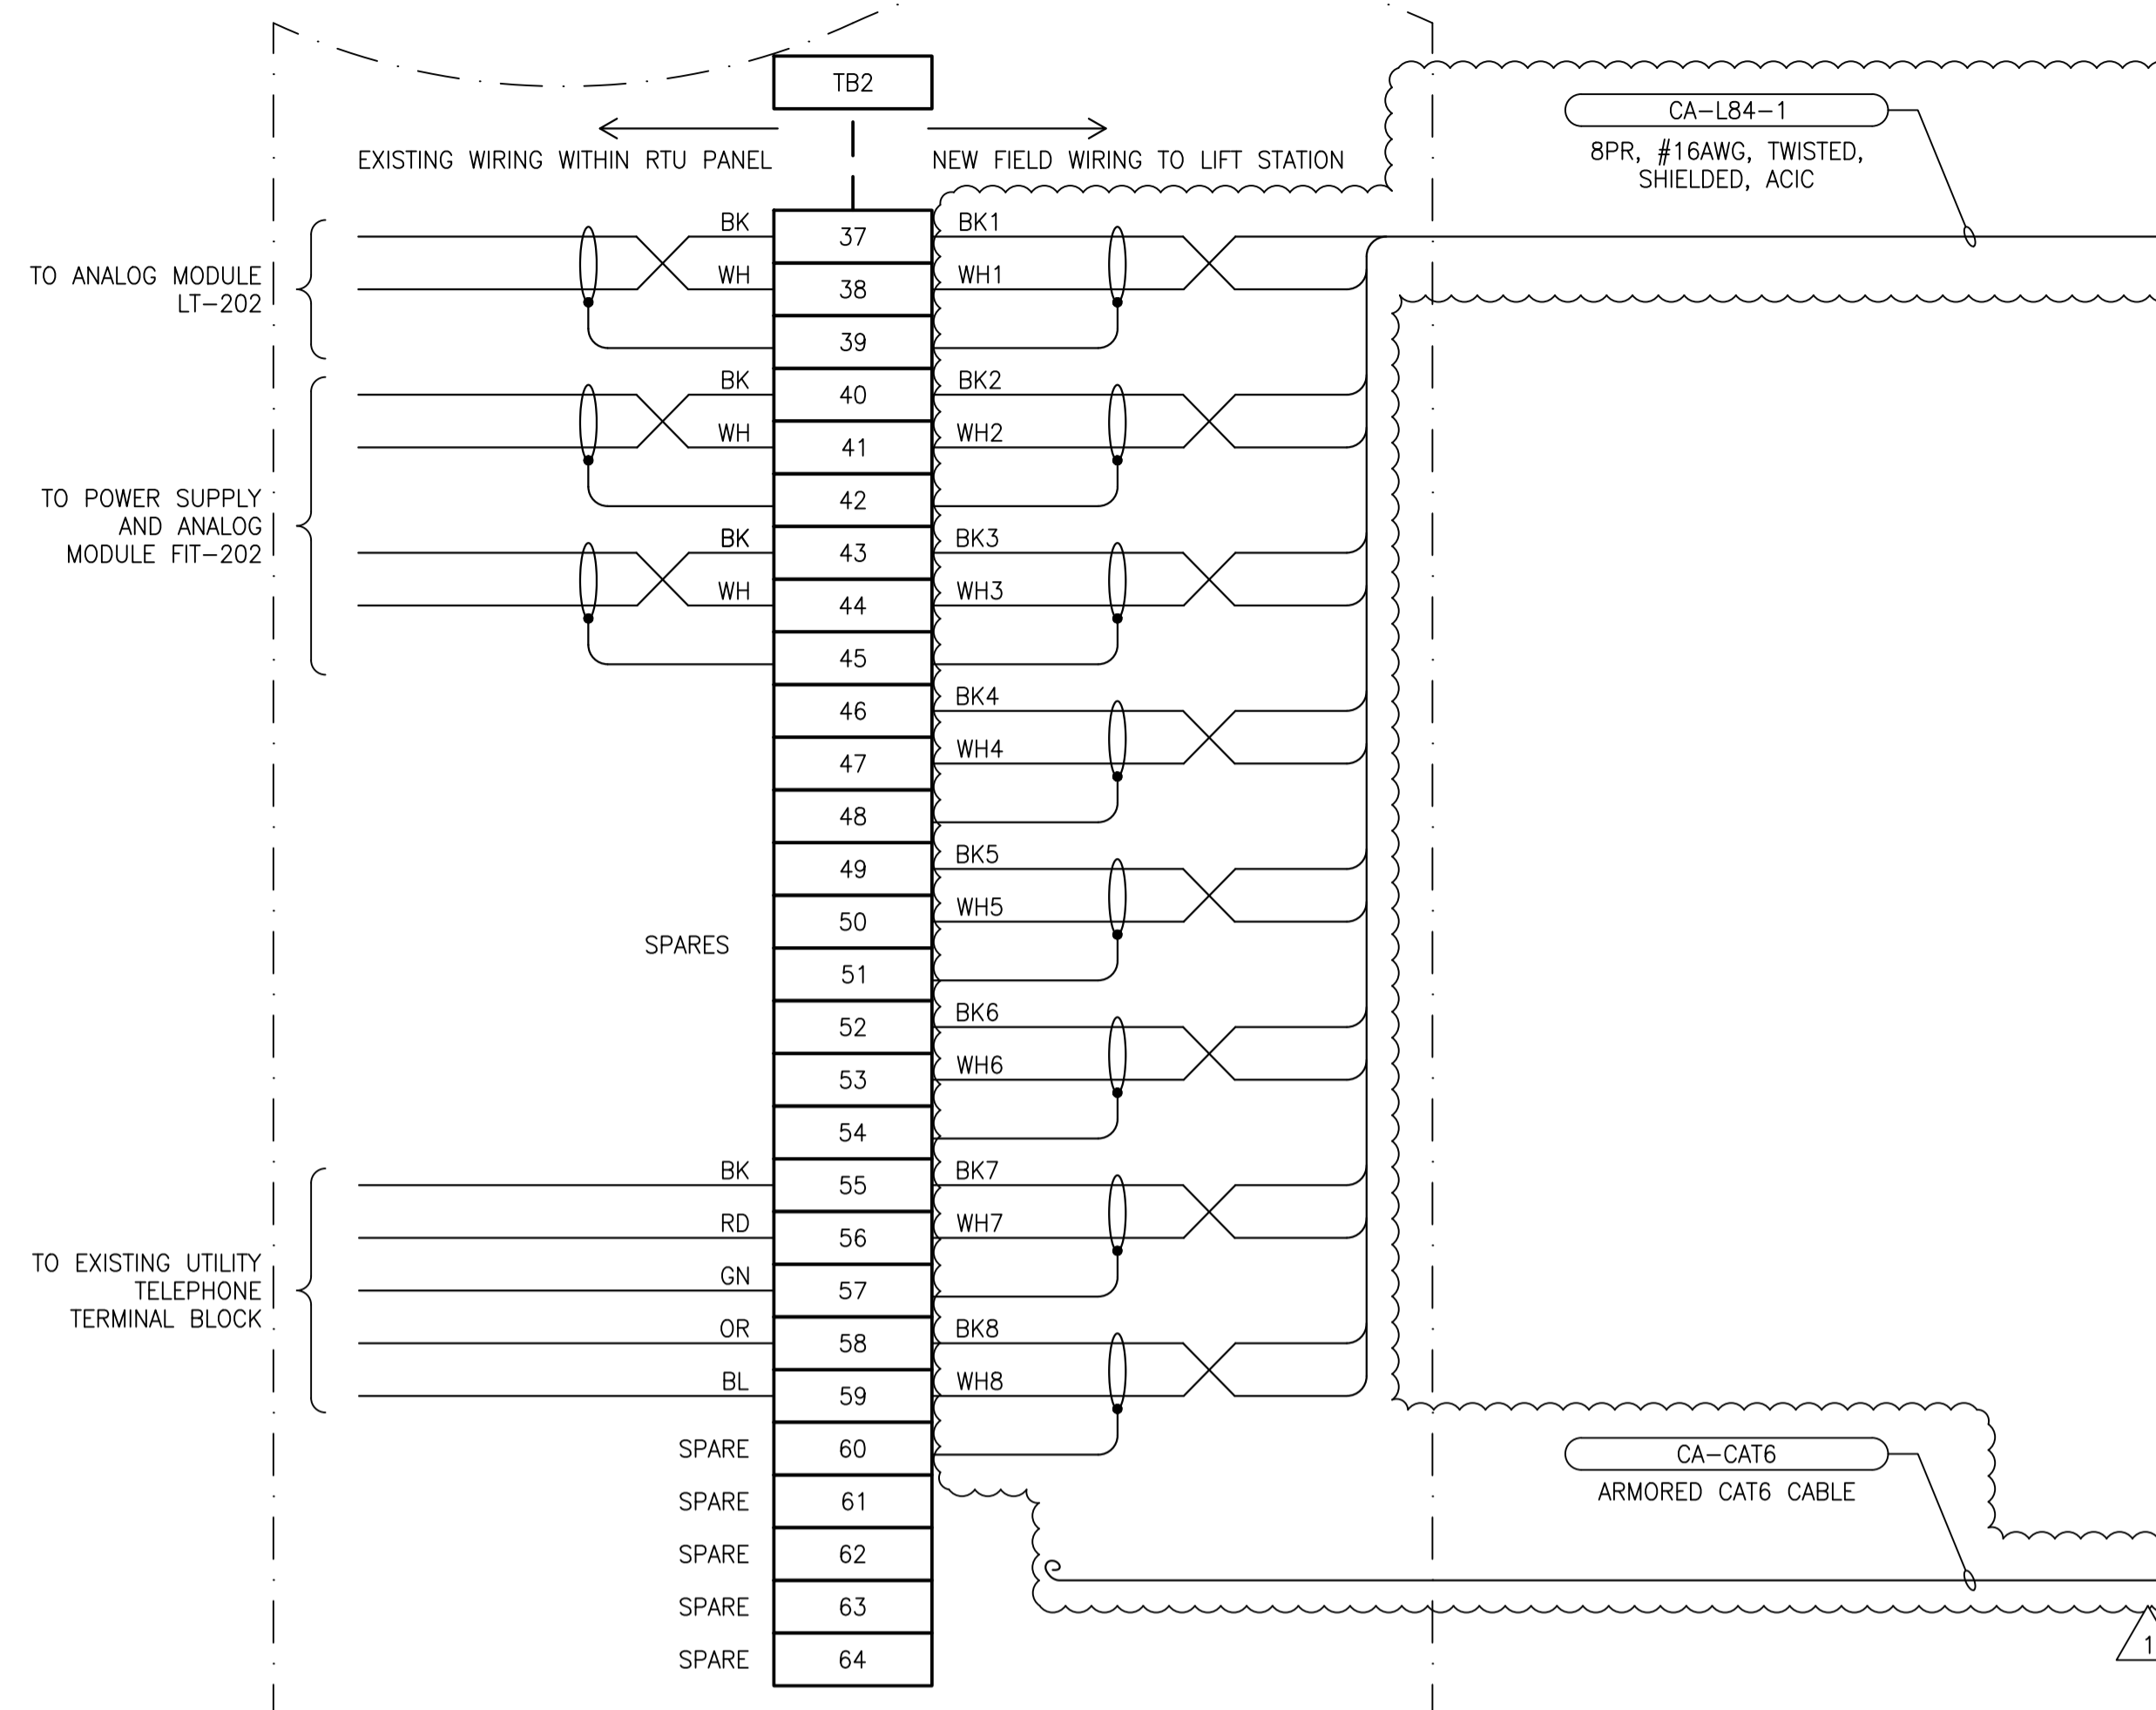 TB2
EXISTING WIRING WITHIN RTU PANEL
NEW FIELD WIRING TO LIFT STATION
CA-L84-1
8PR, #16AWG, TWISTED,
SHIELDED, ACIC
TO ANALOG MODULE
LT-202
BK 37 BK1
WH 38 WH1
39
TO POWER SUPPLY
AND ANALOG
MODULE FIT-202
BK 40 BK2
WH 41 WH2
42
BK 43 BK3
WH 44 WH3
45
SPARES
46 BK4
47 WH4
48
49 BK5
50 WH5
51
52 BK6
53 WH6
54
TO EXISTING UTILITY
TELEPHONE
TERMINAL BLOCK
BK 55 BK7
RD 56 WH7
GN 57
OR 58 BK8
BL 59 WH8
SPARE 60
SPARE 61
SPARE 62
SPARE 63
SPARE 64
CA-CAT6
ARMORED CAT6 CABLE
1